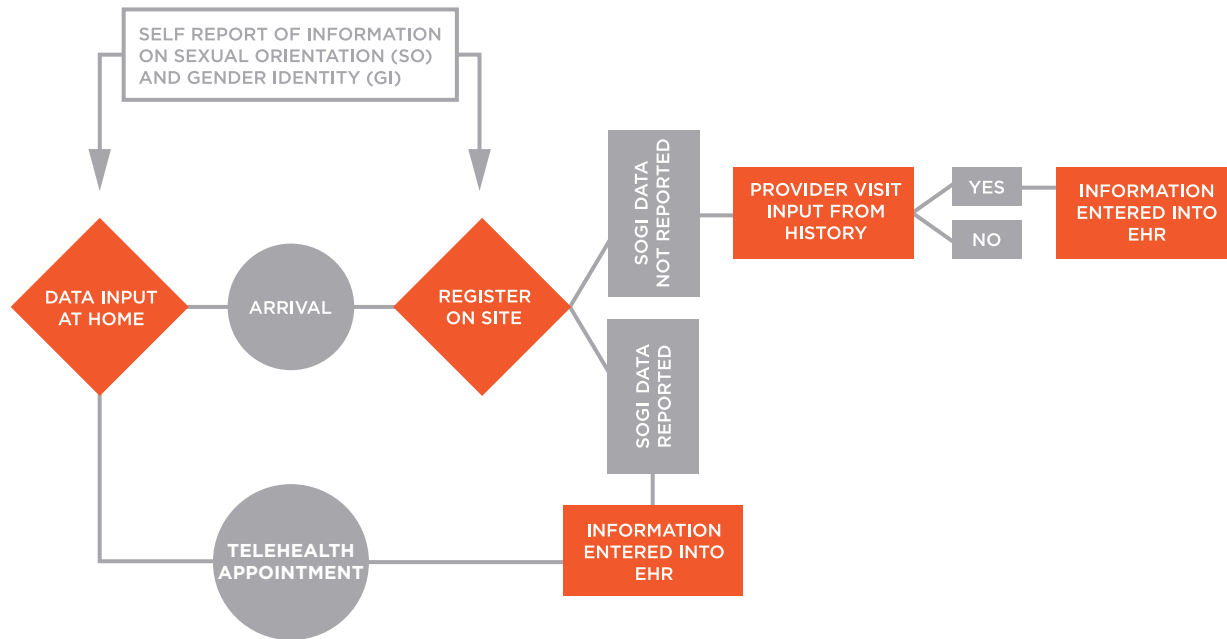 SELF REPORT OF INFORMATION
ON SEXUAL ORIENTATION (SO)
AND GENDER IDENTITY (GI)
DATA INPUT
AT HOME
ARRIVAL
REGISTER
ON SITE
SOGI DATA
NOT REPORTED
PROVIDER VISIT
INPUT FROM
HISTORY
YES
NO
INFORMATION
ENTERED INTO
EHR
SOGI DATA
REPORTED
TELEHEALTH
APPOINTMENT
INFORMATION
ENTERED INTO
EHR